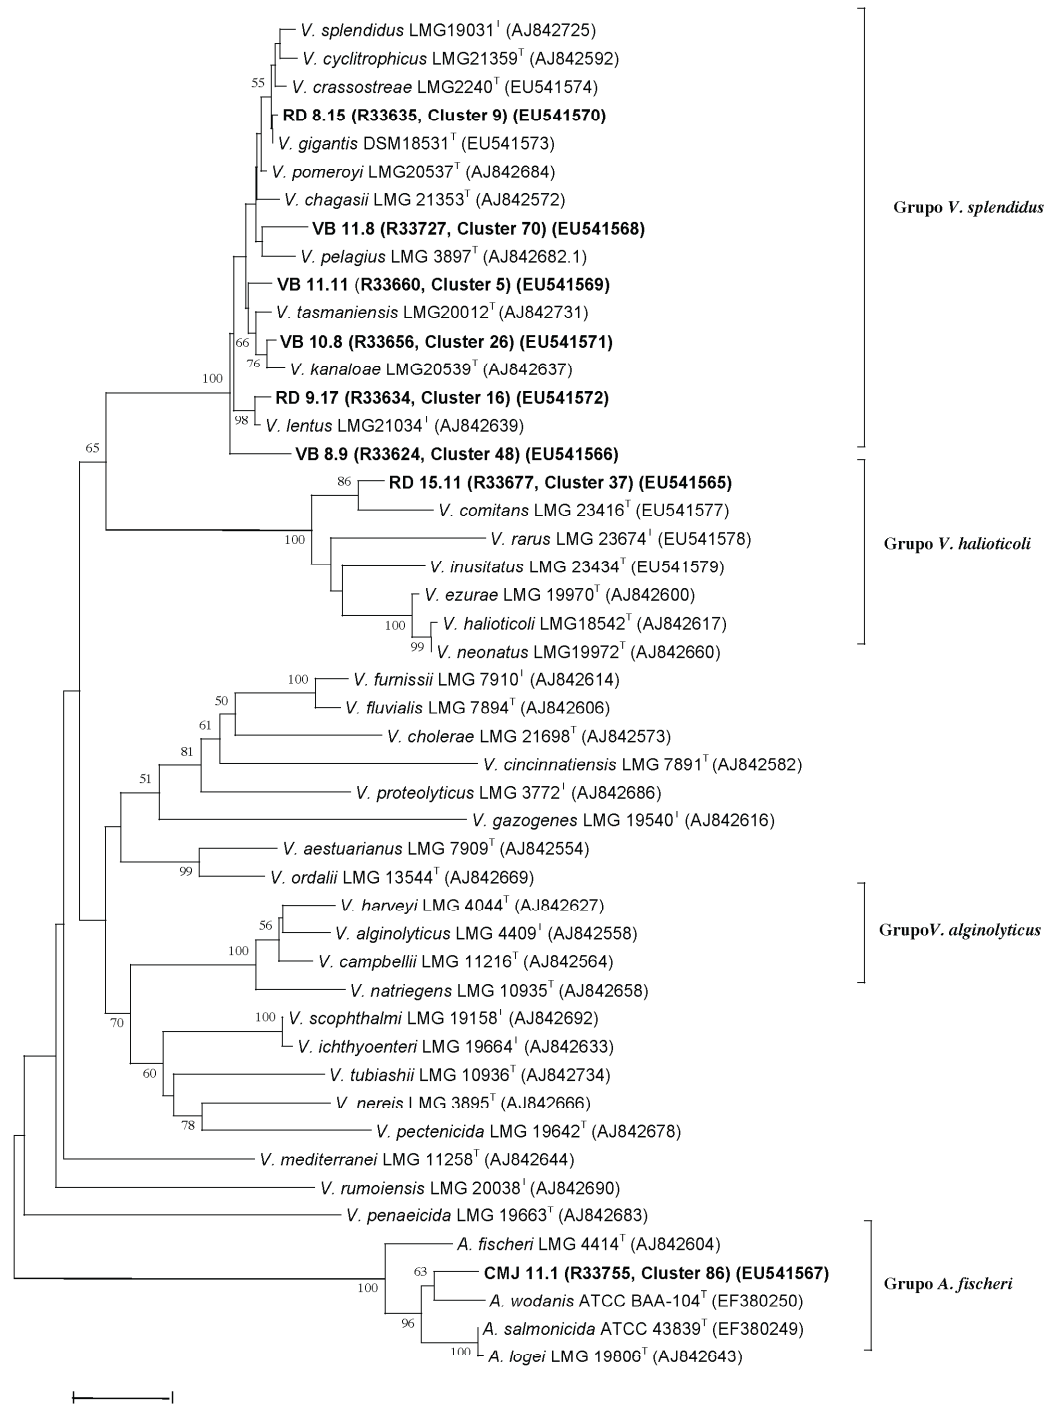 V. splendidus LMG19031T (AJ842725)
V. cyclitrophicus LMG21359T (AJ842592)
V. crassostreae LMG2240T (EU541574)
55
RD 8.15 (R33635, Cluster 9) (EU541570)
V. gigantis DSM18531T (EU541573)
V. pomeroyi LMG20537T (AJ842684)
V. chagasii LMG 21353T (AJ842572)
Grupo V. splendidus
VB 11.8 (R33727, Cluster 70) (EU541568)
V. pelagius LMG 3897T (AJ842682.1)
VB 11.11 (R33660, Cluster 5) (EU541569)
V. tasmaniensis LMG20012T (AJ842731)
66
VB 10.8 (R33656, Cluster 26) (EU541571)
76
V. kanaloae LMG20539T (AJ842637)
100
RD 9.17 (R33634, Cluster 16) (EU541572)
98
V. lentus LMG21034T (AJ842639)
65
VB 8.9 (R33624, Cluster 48) (EU541566)
86
RD 15.11 (R33677, Cluster 37) (EU541565)
V. comitans LMG 23416T (EU541577)
100
V. rarus LMG 23674T (EU541578)
Grupo V. halioticoli
V. inusitatus LMG 23434T (EU541579)
V. ezurae LMG 19970T (AJ842600)
100
V. halioticoli LMG18542T (AJ842617)
99
V. neonatus LMG19972T (AJ842660)
100
V. furnissii LMG 7910T (AJ842614)
50
V. fluvialis LMG 7894T (AJ842606)
61
V. cholerae LMG 21698T (AJ842573)
81
V. cincinnatiensis LMG 7891T (AJ842582)
51
V. proteolyticus LMG 3772T (AJ842686)
V. gazogenes LMG 19540T (AJ842616)
V. aestuarianus LMG 7909T (AJ842554)
99
V. ordalii LMG 13544T (AJ842669)
V. harveyi LMG 4044T (AJ842627)
56
V. alginolyticus LMG 4409T (AJ842558)
GrupoV. alginolyticus
100
V. campbellii LMG 11216T (AJ842564)
V. natriegens LMG 10935T (AJ842658)
70
100
V. scophthalmi LMG 19158T (AJ842692)
V. ichthyoenteri LMG 19664T (AJ842633)
60
V. tubiashii LMG 10936T (AJ842734)
V. nereis LMG 3895T (AJ842666)
78
V. pectenicida LMG 19642T (AJ842678)
V. mediterranei LMG 11258T (AJ842644)
V. rumoiensis LMG 20038T (AJ842690)
V. penaeicida LMG 19663T (AJ842683)
A. fischeri LMG 4414T (AJ842604)
100
63
CMJ 11.1 (R33755, Cluster 86) (EU541567)
Grupo A. fischeri
A. wodanis ATCC BAA-104T (EF380250)
96
A. salmonicida ATCC 43839T (EF380249)
100
A. logei LMG 19806T (AJ842643)